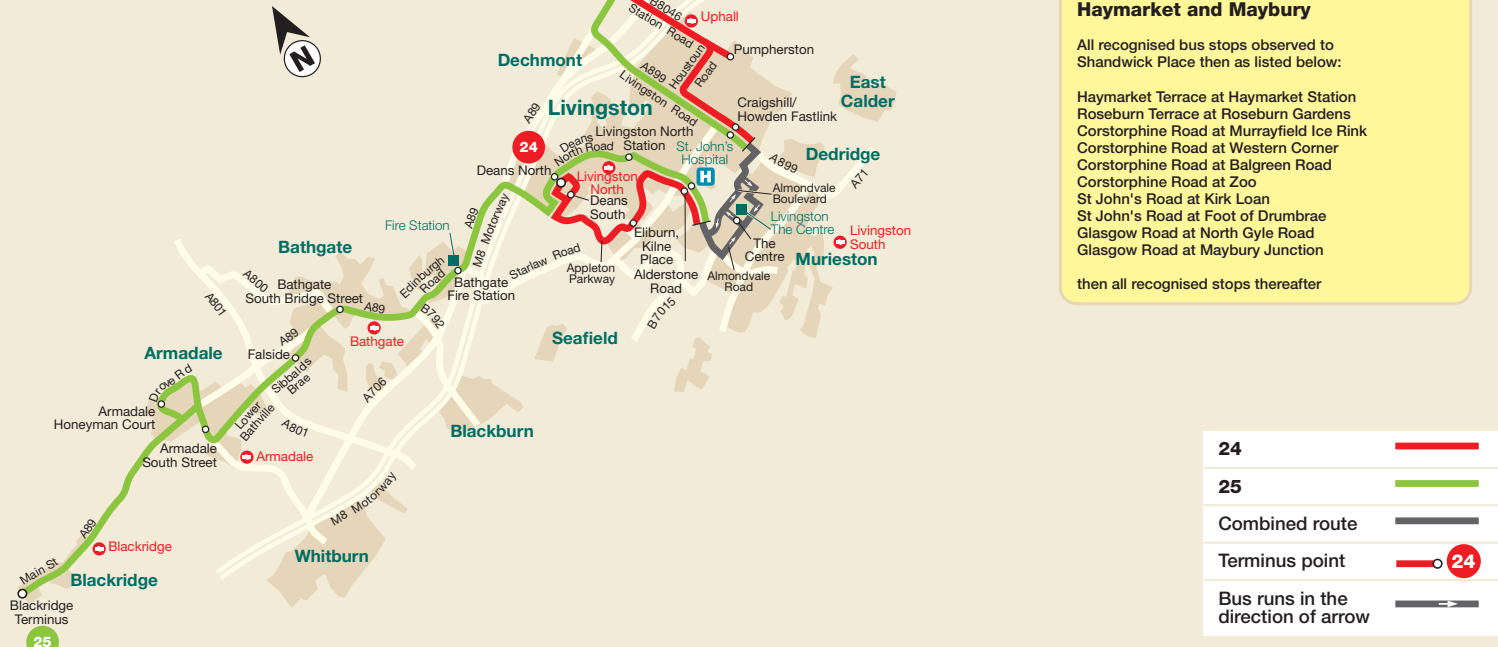 B8046
Station Road
Uphall
Pumpherston
Houstoun
Road
Dechmont
A899
Livingston Road
East
Calder
A89
Livingston
Craigshill/
Howden Fastlink
24
Deans
North Road
Livingston North
Station
St. John's
Hospital
H
A899
Dedridge
A71
Deans North
Livingston
North
Deans
South
Almondvale
Boulevard
Livingston
The Centre
Livingston
South
The
Centre
Murieston
Eliburn,
Kilne
Place
Alderstone
Road
Almondvale
Road
Appleton
Parkway
Starlaw Road
B7015
Seafield
N
Fire Station
A89
M8 Motorway
Bathgate
Edinburgh
Road
Bathgate
Fire Station
A800
A801
Bathgate
South Bridge Street
A89
B792
Bathgate
A89
Armadale
Falside
Sibbalds
Brae
Drove Rd
Armadale
Honeyman Court
Lower
Bathville
A706
A801
Armadale
South Street
Armadale
Blackburn
M8 Motorway
A89
Blackridge
Whitburn
Main St
Blackridge
Blackridge
Terminus
25
Haymarket and Maybury
All recognised bus stops observed to
Shandwick Place then as listed below:
Haymarket Terrace at Haymarket Station
Roseburn Terrace at Roseburn Gardens
Corstorphine Road at Murrayfield Ice Rink
Corstorphine Road at Western Corner
Corstorphine Road at Balgreen Road
Corstorphine Road at Zoo
St John's Road at Kirk Loan
St John's Road at Foot of Drumbrae
Glasgow Road at North Gyle Road
Glasgow Road at Maybury Junction
then all recognised stops thereafter
24
25
Combined route
Terminus point
24
Bus runs in the
direction of arrow